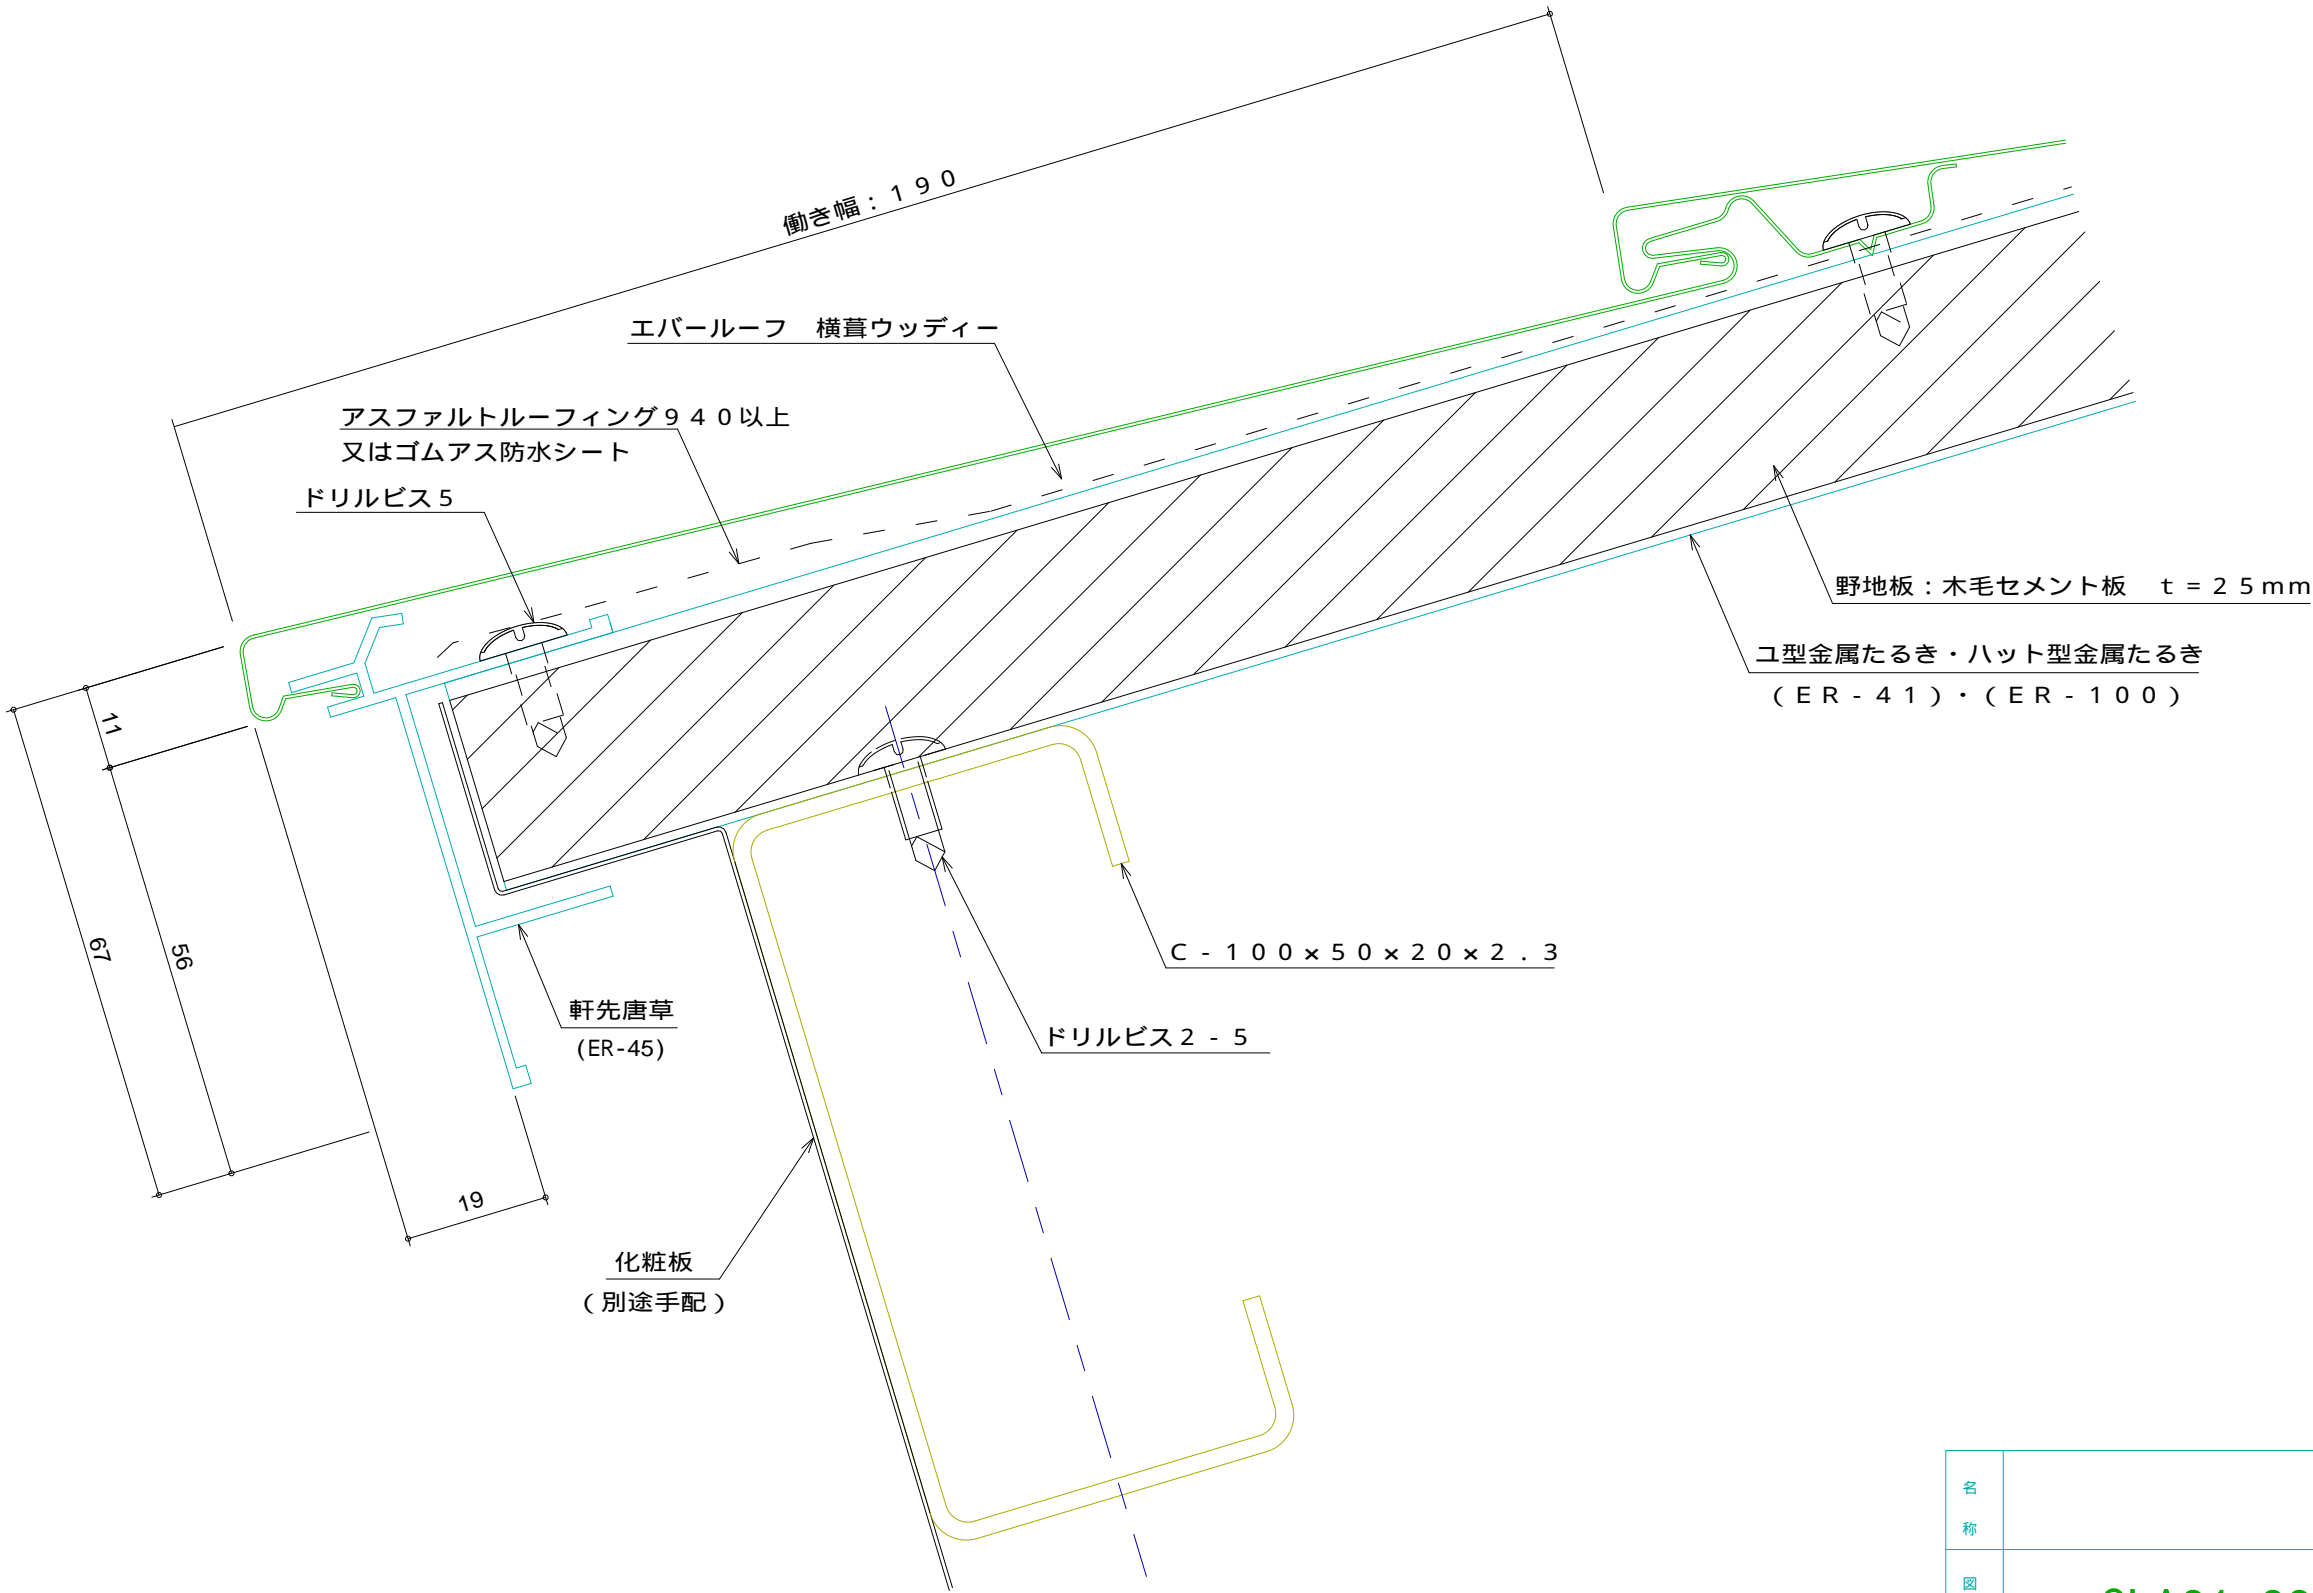 働き幅：１９０
エバールーフ　横葺ウッディー
アスファルトルーフィング９４０以上
又はゴムアス防水シート
ドリルビス５
野地板：木毛セメント板　ｔ＝２５mm
ユ型金属たるき・ハット型金属たるき
（ＥＲ－４１）・（ＥＲ－１００）
11
67
56
19
Ｃ－１００×５０×２０×２．３
軒先唐草
(ER-45)
ドリルビス２－５
化粧板
（別途手配）
名
称
図